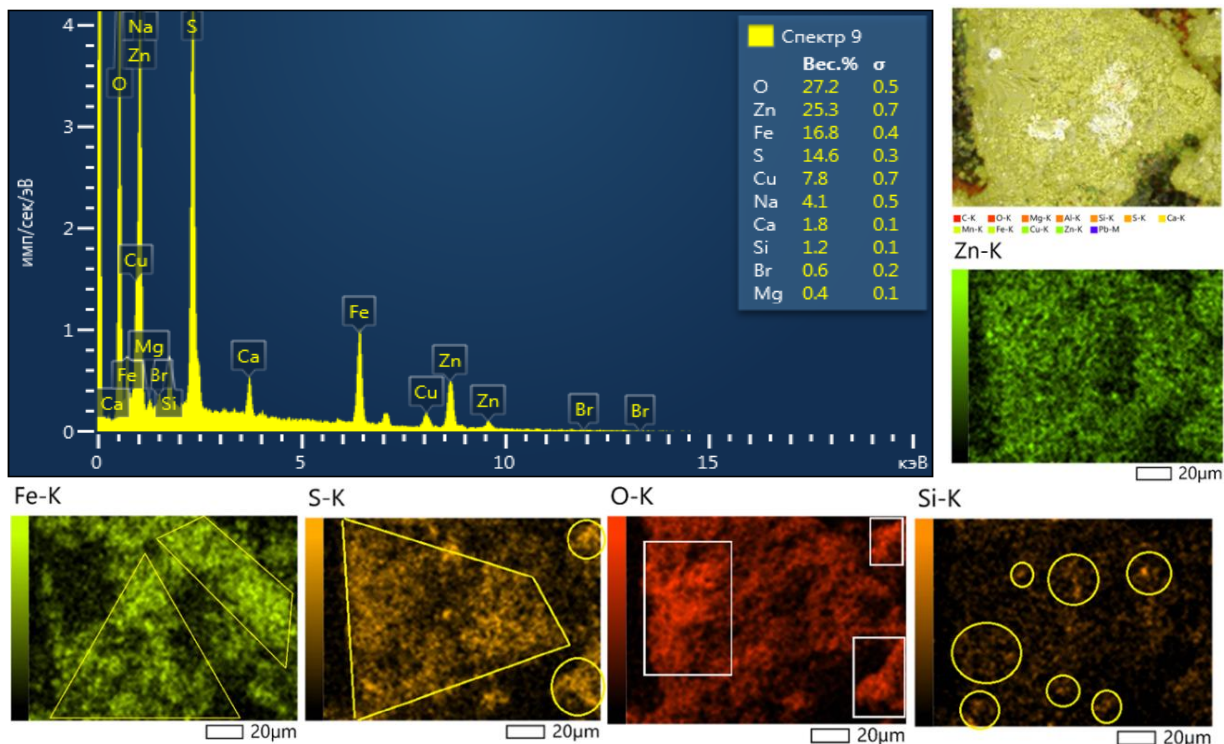 4
3
2
1
0
имп/сек/эВ
Na
Zn
S
O
Cu
Mg
Fe
Br
Ca
Si
Ca
Fe
Cu
Zn
Zn
Br
Br
0 5 10 15 кэВ
Спектр 9
Вес.% σ
O 27.2 0.5
Zn 25.3 0.7
Fe 16.8 0.4
S 14.6 0.3
Cu 7.8 0.7
Na 4.1 0.5
Ca 1.8 0.1
Si 1.2 0.1
Br 0.6 0.2
Mg 0.4 0.1
C-K O-K Mg-K Al-K Si-K S-K Ca-K
Mn-K Fe-K Cu-K Zn-K Pb-M
Zn-K
20µm
Fe-K
20µm
S-K
20µm
O-K
20µm
Si-K
20µm